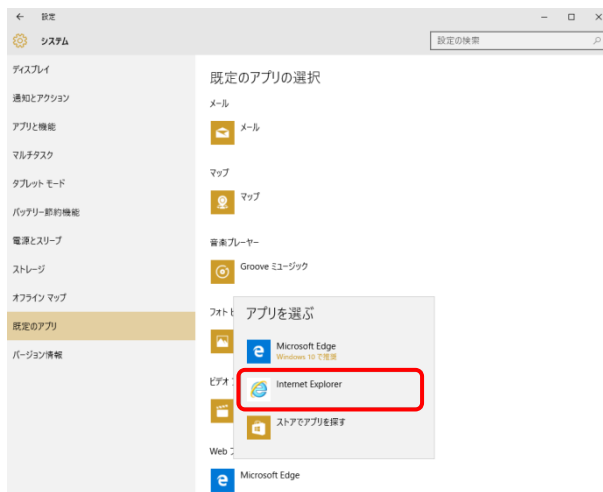 設定
システム
設定の検索
ディスプレイ
通知とアクション
アプリと機能
マルチタスク
タブレット モード
バッテリー節約機能
電源とスリープ
ストレージ
オフライン マップ
既定のアプリ
バージョン情報
既定のアプリの選択
メール
メール
マップ
マップ
音楽プレーヤー
Groove ミュージック
フォト
アプリを選ぶ
Microsoft Edge
Windows 10 で推奨
Internet Explorer
ストアでアプリを探す
ビデオ
Web
Microsoft Edge